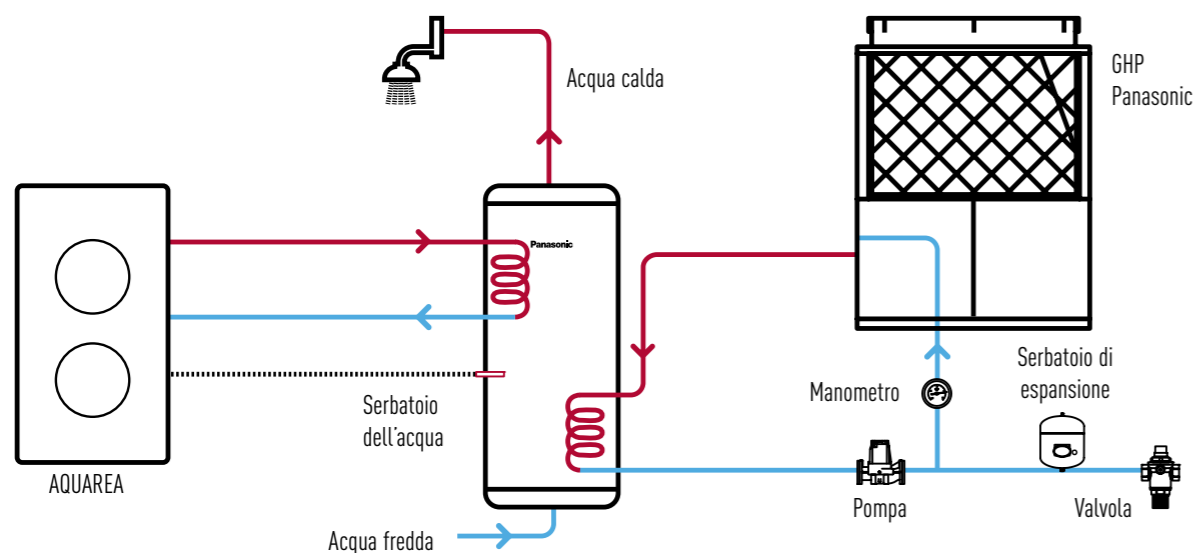 Acqua calda
GHP
Panasonic
Panasonic
Serbatoio
dell'acqua
AQUAREA
Acqua fredda
Manometro
Serbatoio di
espansione
Pompa
Valvola